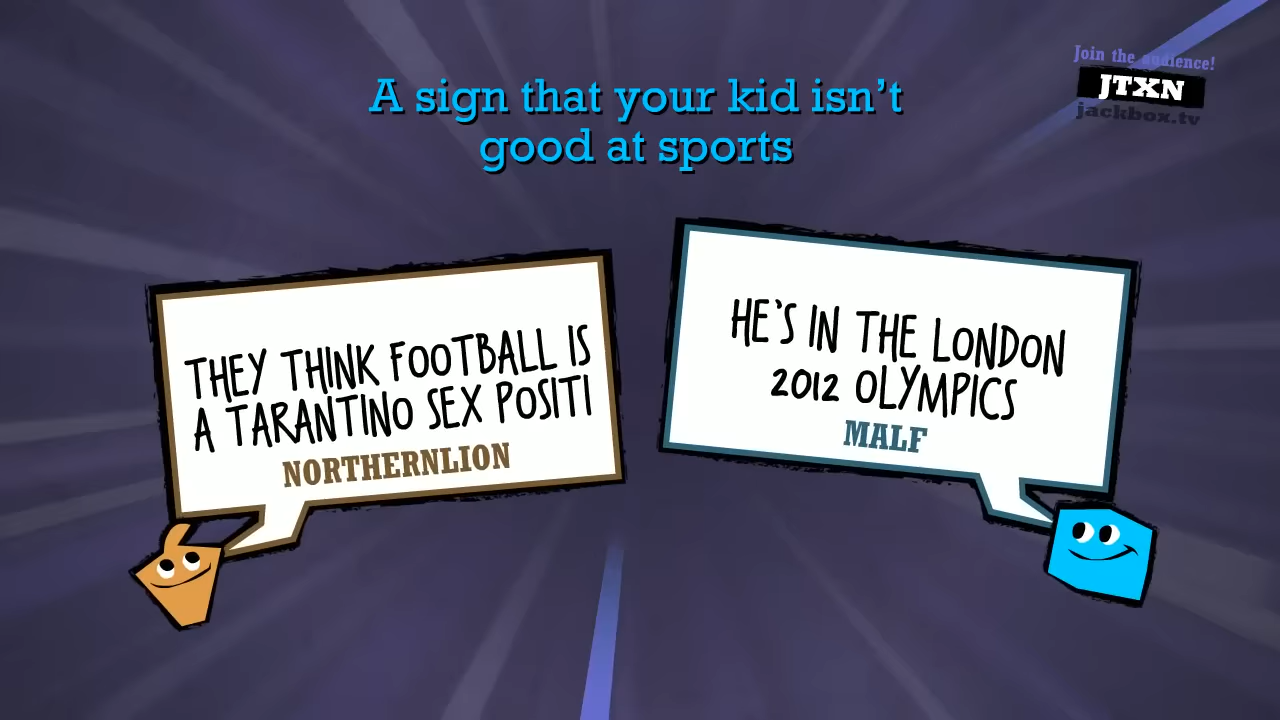 Join the audience!
JTXN
jackbox.tv
A sign that your kid isn't
good at sports
THEY THINK FOOTBALL IS
A TARANTINO SEX POSITI
NORTHERNLION
HE'S IN THE LONDON
2012 OLYMPICS
MALF